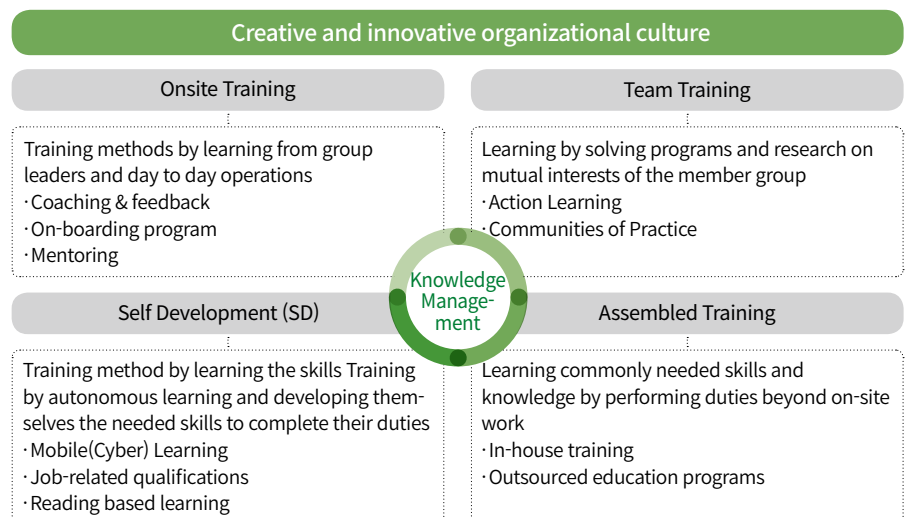 Creative and innovative organizational culture
Onsite Training
Training methods by learning from group
leaders and day to day operations
·Coaching & feedback
·On-boarding program
·Mentoring
Team Training
Learning by solving programs and research on
mutual interests of the member group
·Action Learning
·Communities of Practice
Knowledge
Manage-
ment
Self Development (SD)
Training method by learning the skills Training
by autonomous learning and developing them-
selves the needed skills to complete their duties
·Mobile(Cyber) Learning
·Job-related qualifications
·Reading based learning
Assembled Training
Learning commonly needed skills and
knowledge by performing duties beyond on-site
work
·In-house training
·Outsourced education programs